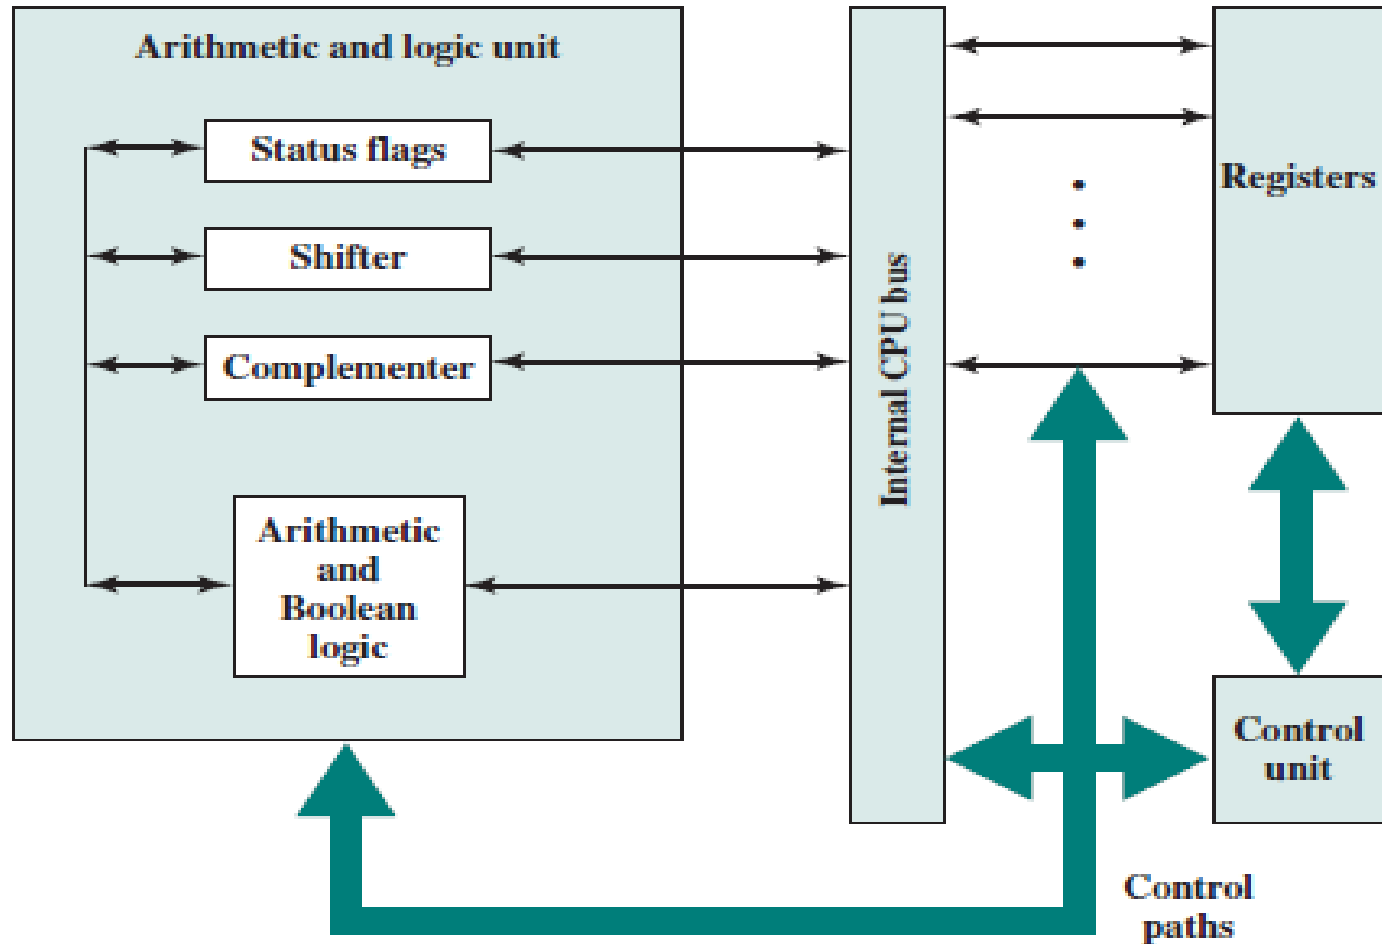 Arithmetic and logic unit
Status flags
Shifter
Complementer
Arithmetic
and
Boolean
logic
Internal CPU bus
Registers
Control
unit
Control
paths